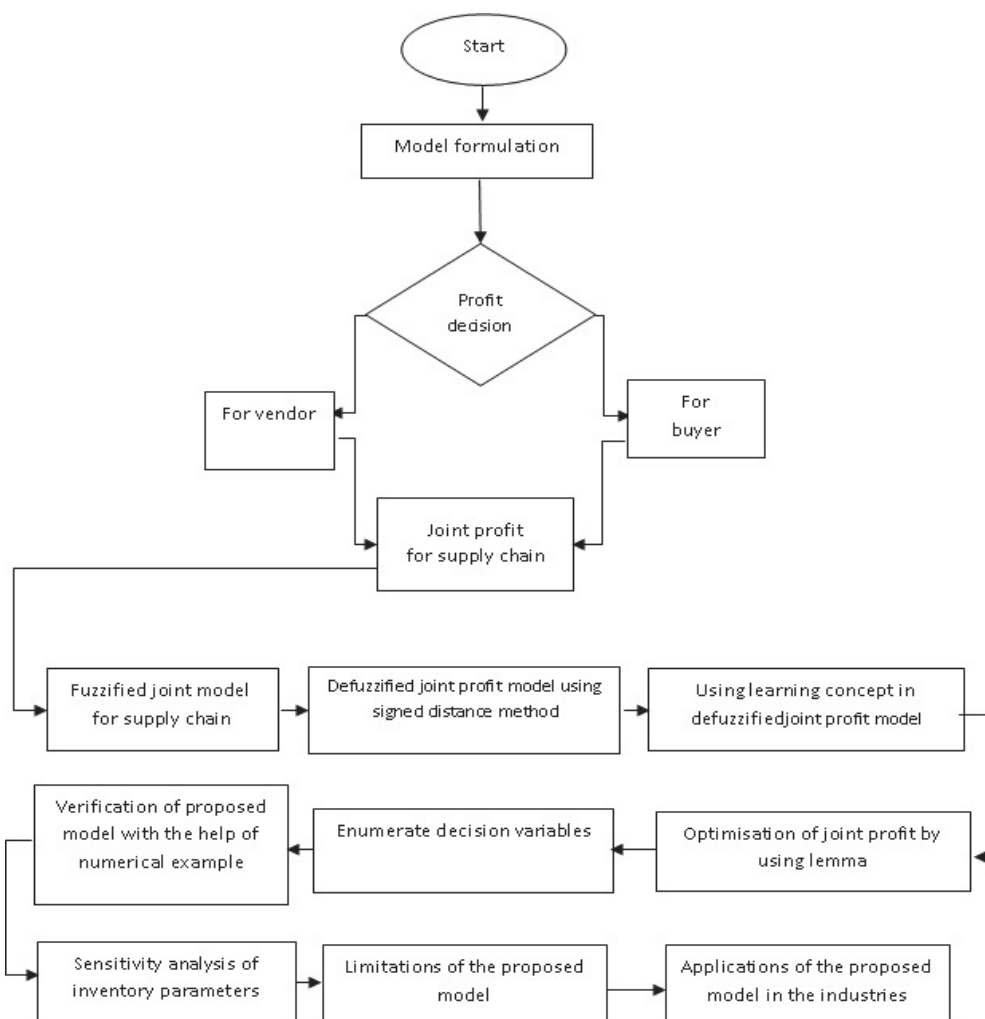 Start
Model formulation
Profit
decision
For vendor
For
buyer
Joint profit
for supply chain
Fuzzified joint model
for supply chain
Defuzzified joint profit model using
signed distance method
Using learning concept in
defuzzifiedjoint profit model
Verification of proposed
model with the help of
numerical example
Enumerate decision variables
Optimisation of joint profit by
using lemma
Sensitivity analysis of
inventory parameters
Limitations of the proposed
model
Applications of the proposed
model in the industries